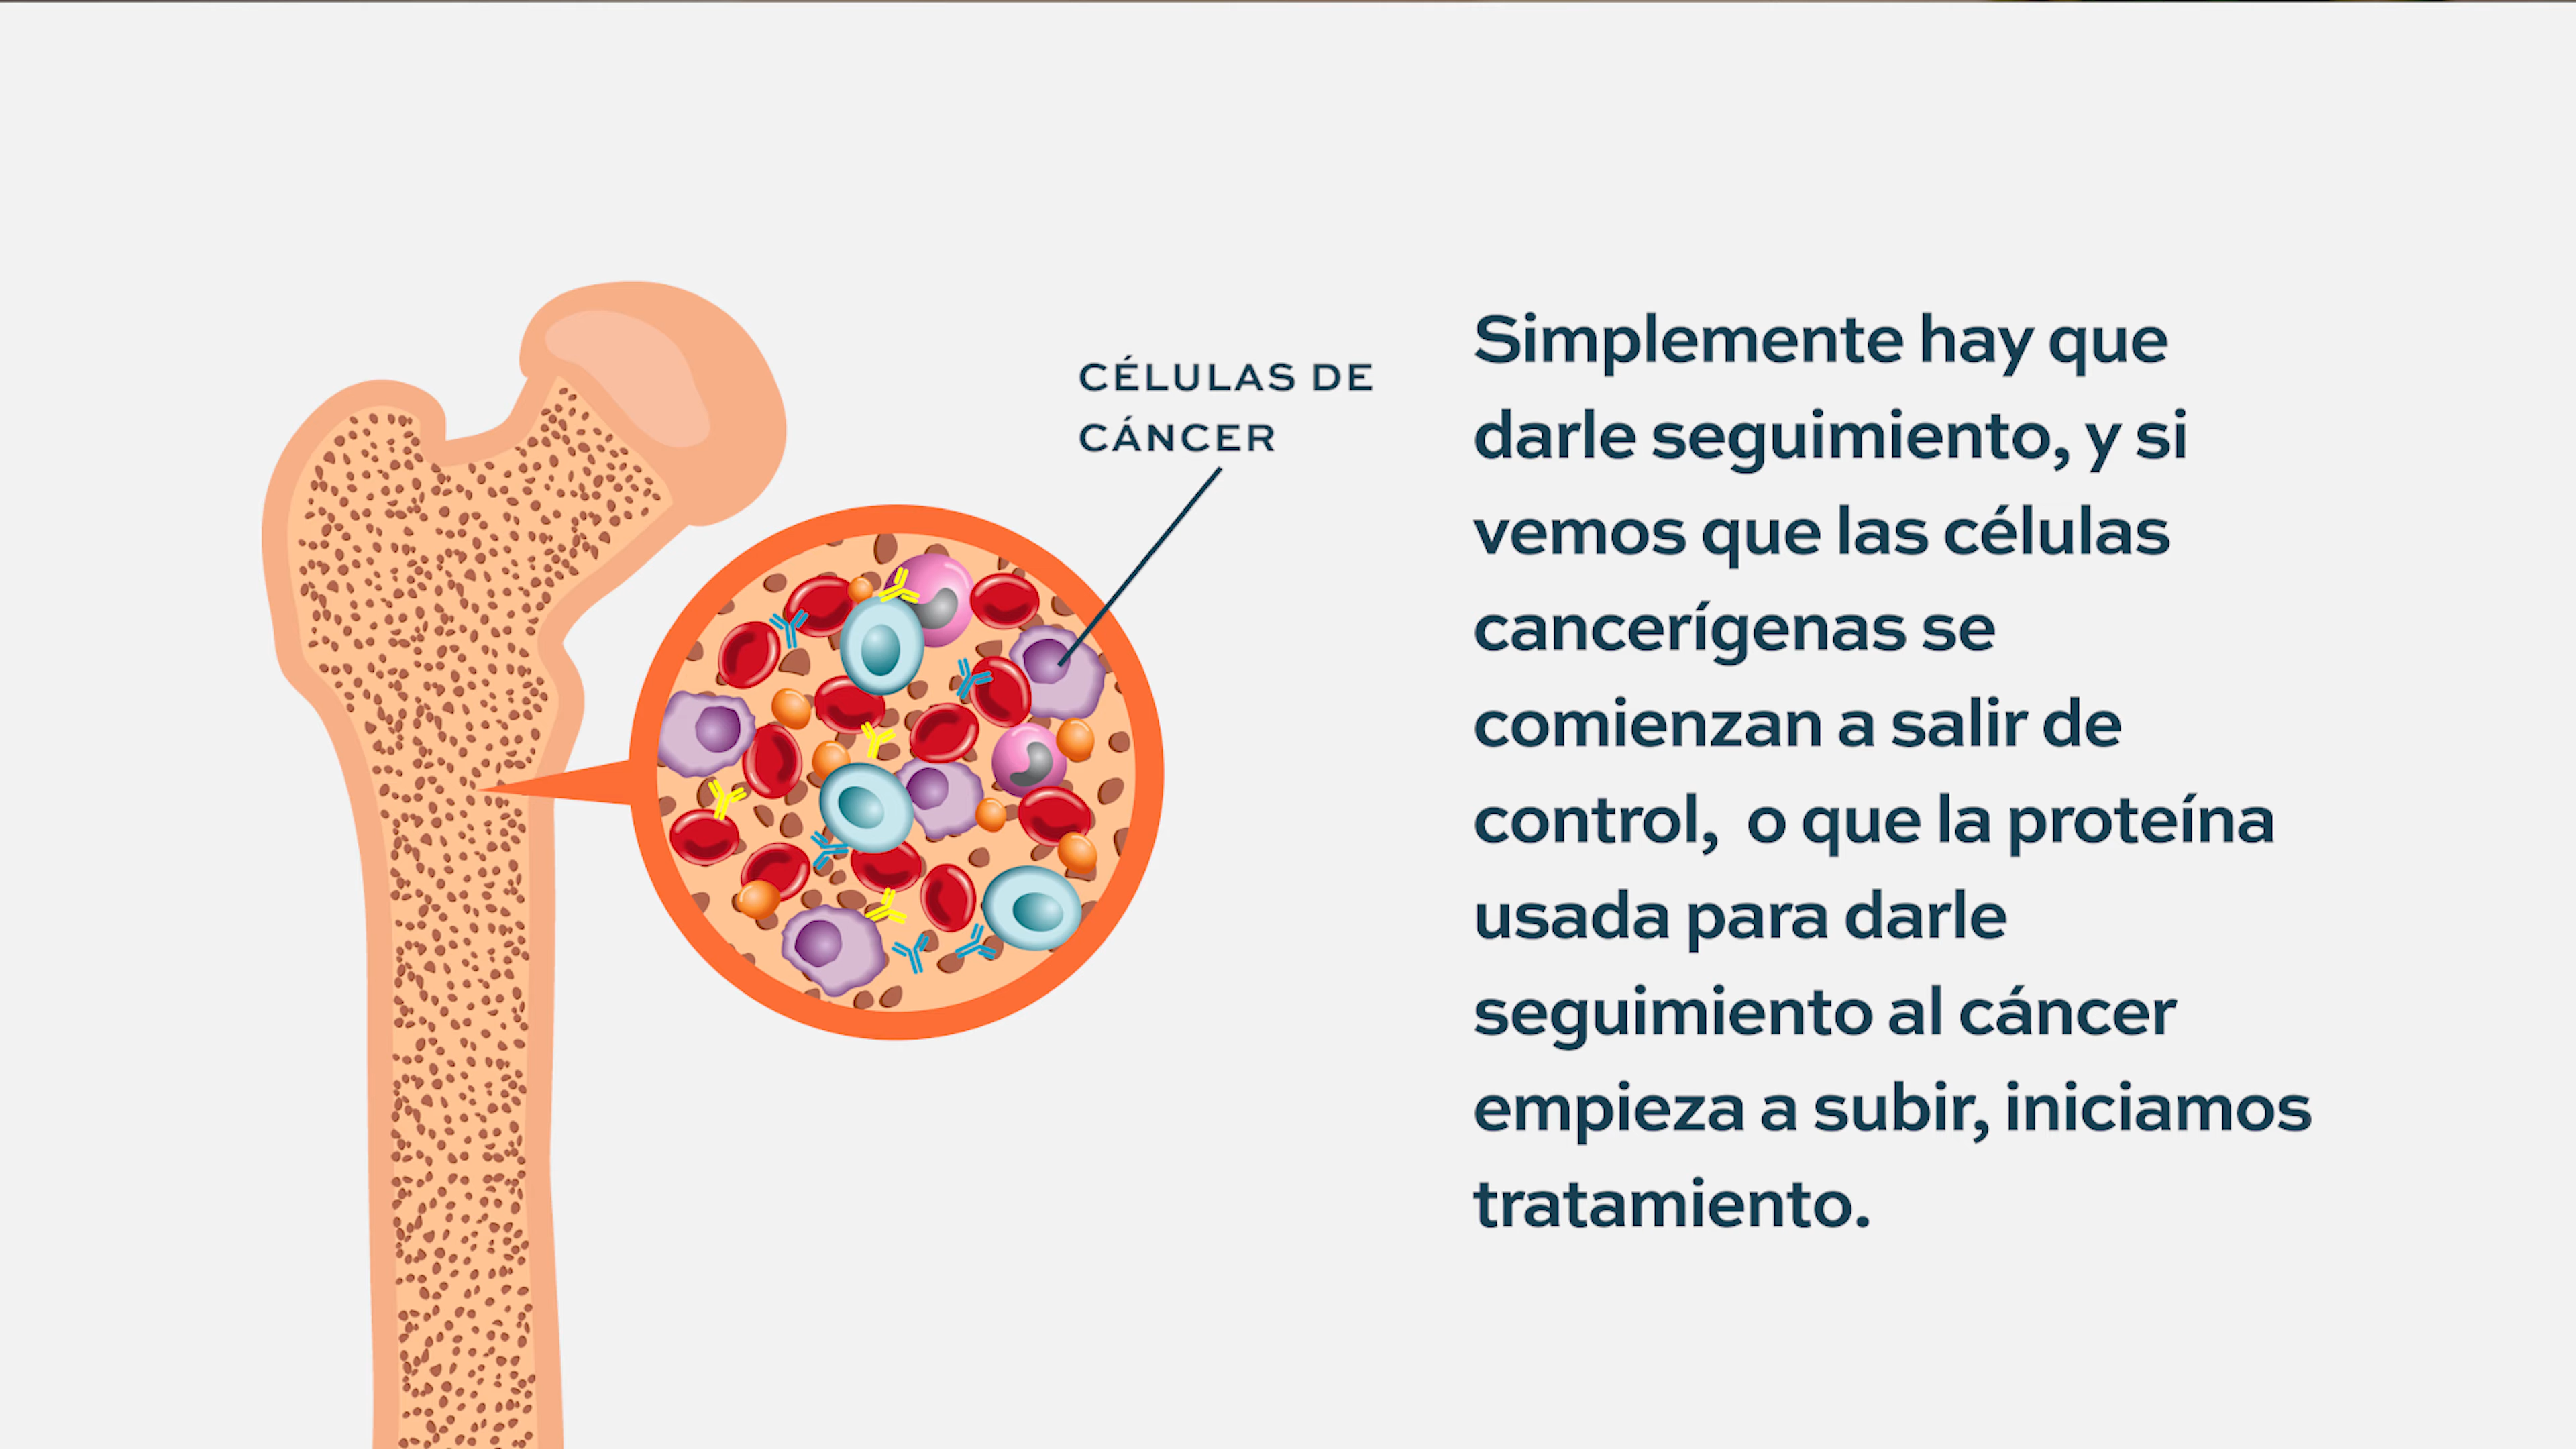 CÉLULAS DE
CÁNCER
Simplemente hay que
darle seguimiento, y si
vemos que las células
cancerígenas se
comienzan a salir de
control,  o que la proteína
usada para darle
seguimiento al cáncer
empieza a subir, iniciamos
tratamiento.